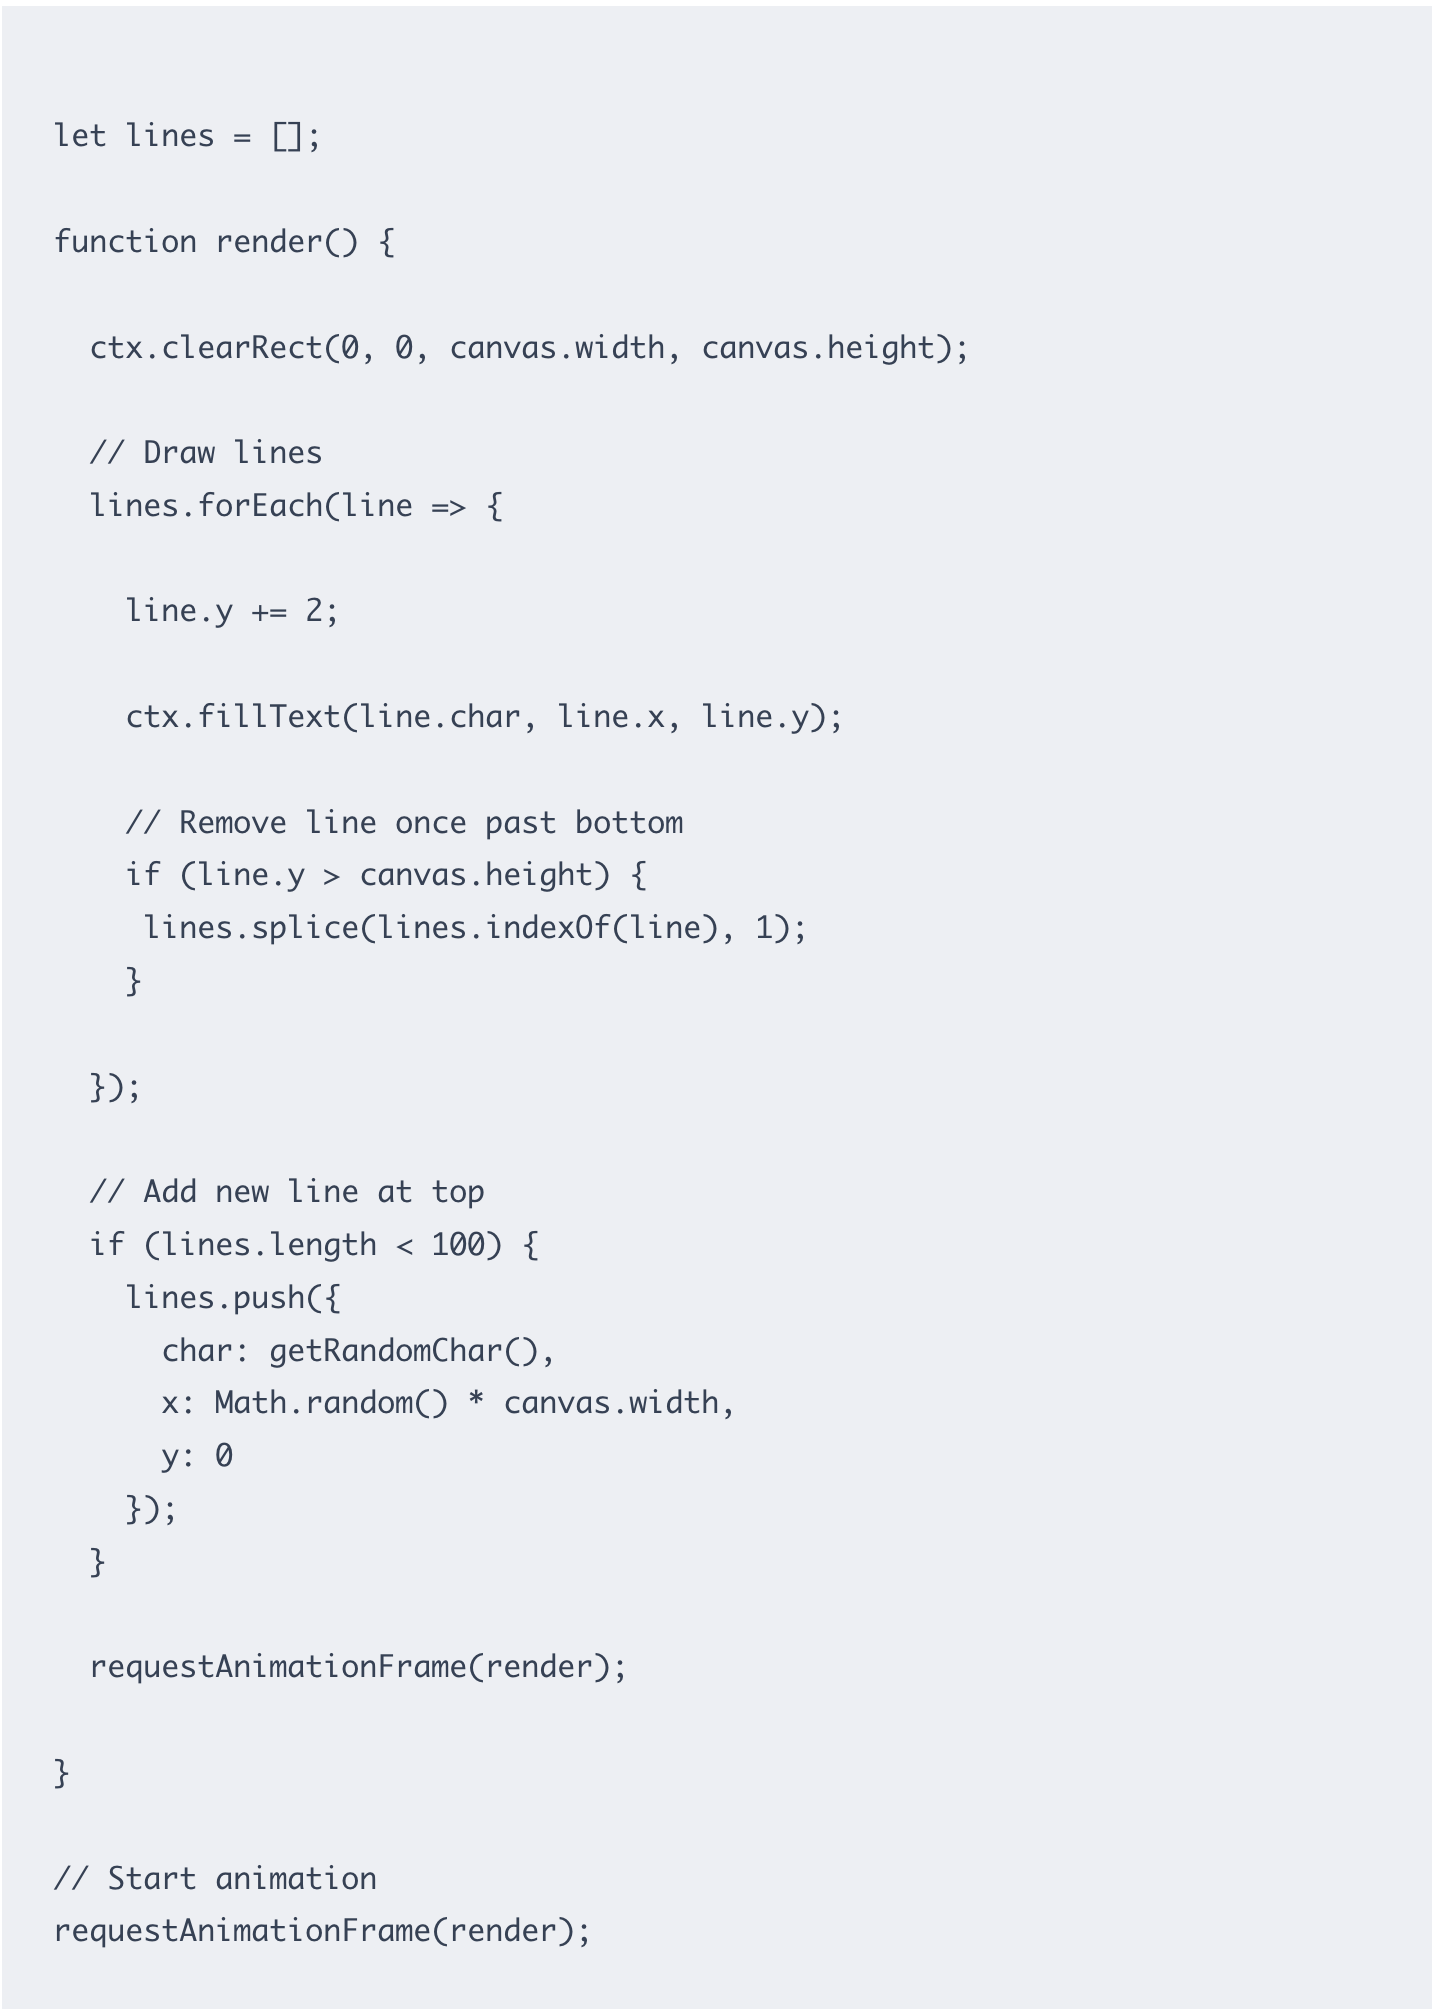 let lines = [];
function render() {
  ctx.clearRect(0, 0, canvas.width, canvas.height);
  // Draw lines
  lines.forEach(line => {
    line.y += 2;
    ctx.fillText(line.char, line.x, line.y);
    // Remove line once past bottom
    if (line.y > canvas.height) {
     lines.splice(lines.indexOf(line), 1);
    }
  });
  // Add new line at top
  if (lines.length < 100) {
    lines.push({
      char: getRandomChar(),
      x: Math.random() * canvas.width,
      y: 0
    });
  }
  requestAnimationFrame(render);
}
// Start animation
requestAnimationFrame(render);